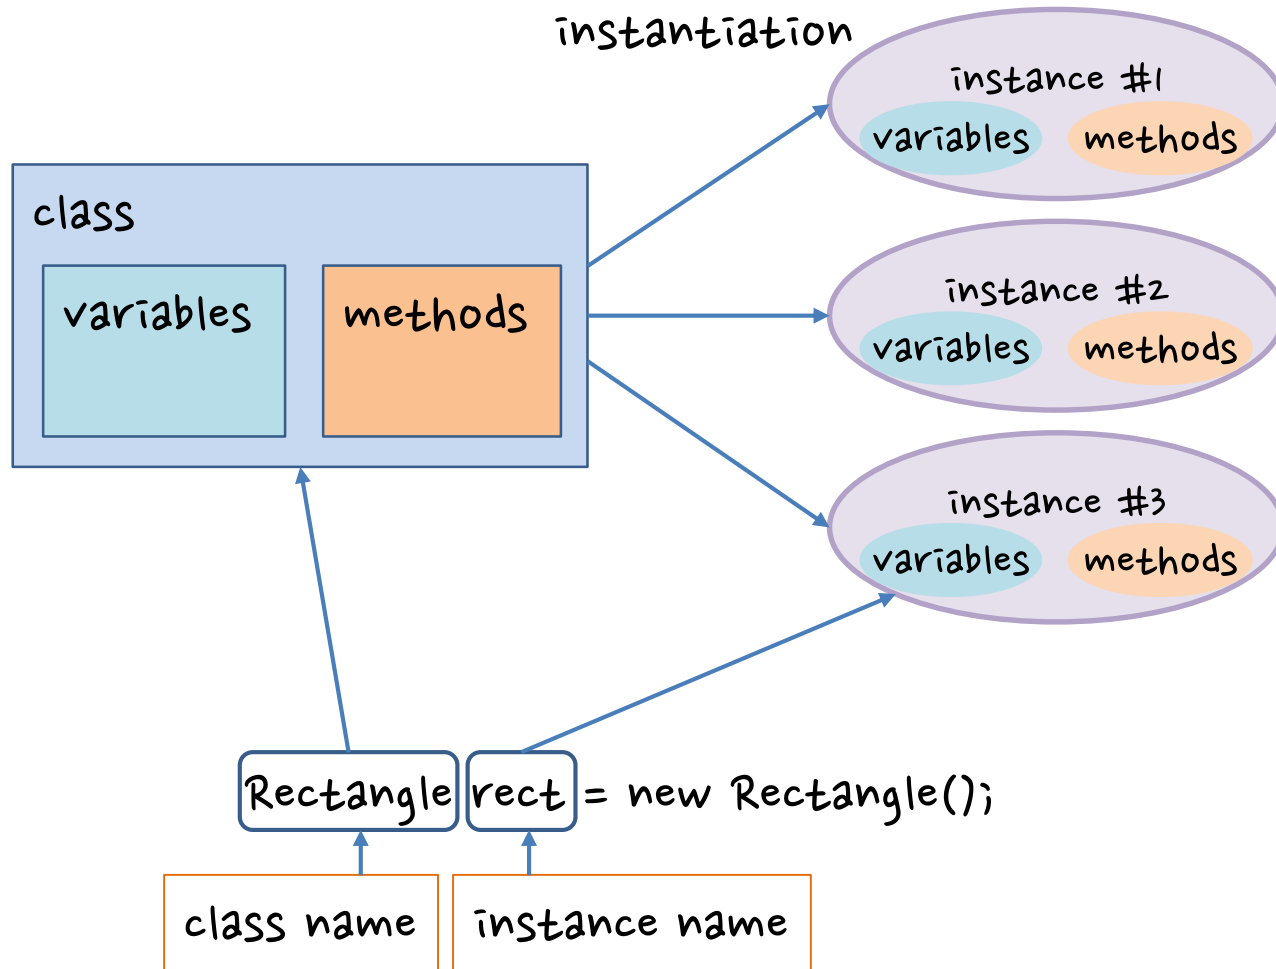 instantiation
class
variables
methods
instance #1
variables
methods
instance #2
variables
methods
instance #3
variables
methods
Rectangle rect = new Rectangle();
class name
instance name